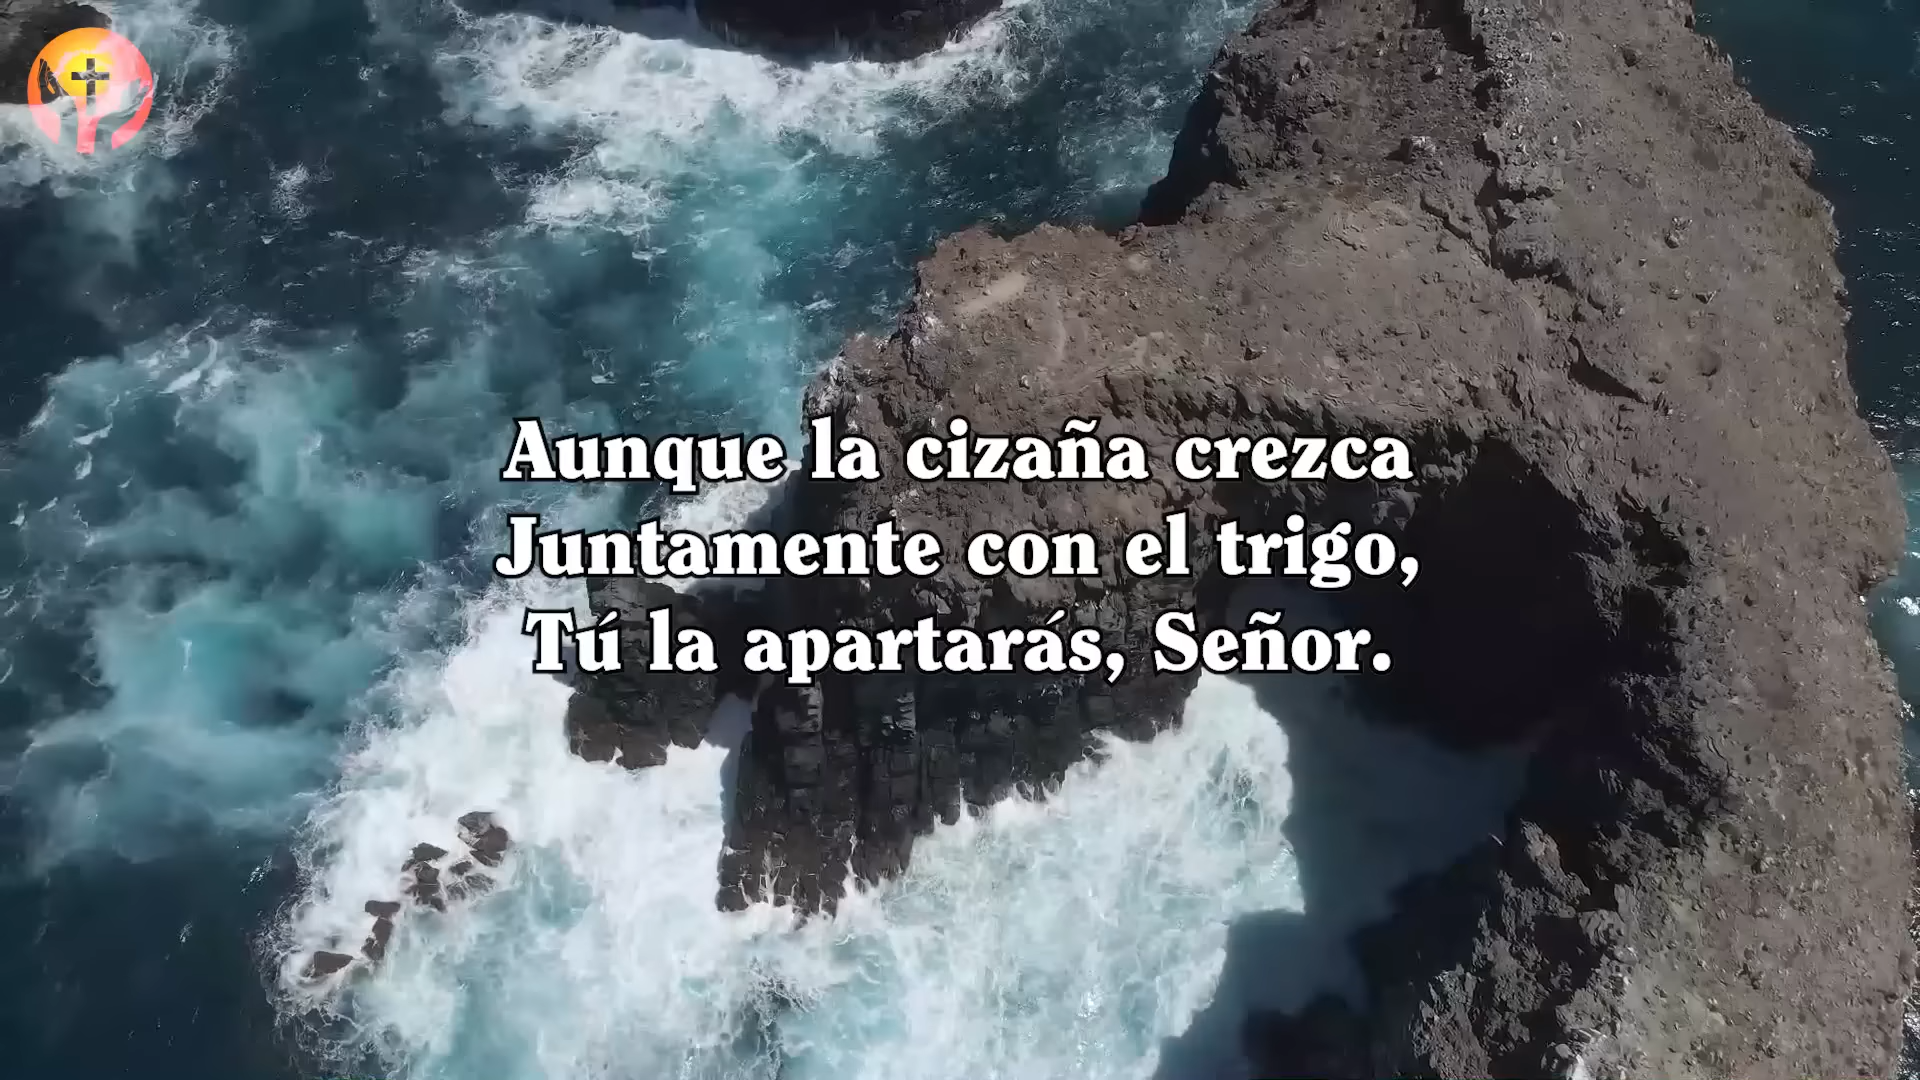 Aunque la cizaña crezca
Juntamente con el trigo,
Tú la apartarás, Señor.